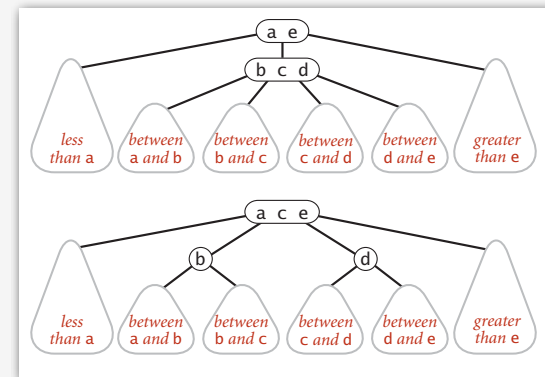 a e
b c d
less than a
between a and b
between b and c
between c and d
between d and e
greater than e
a c e
b
d
less than a
between a and b
between b and c
between c and d
between d and e
greater than e